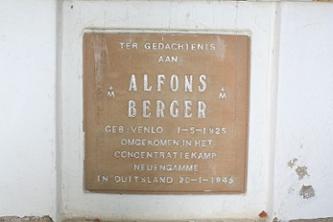 TER GEDACHTENIS
AAN
ALFONS
BERGER
GEB. VENLO 1-5-1925
OMGEKOMEN IN HET
CONCENTRATIEKAMP
NEUENGAMME
IN DUITSLAND 20-1-1945